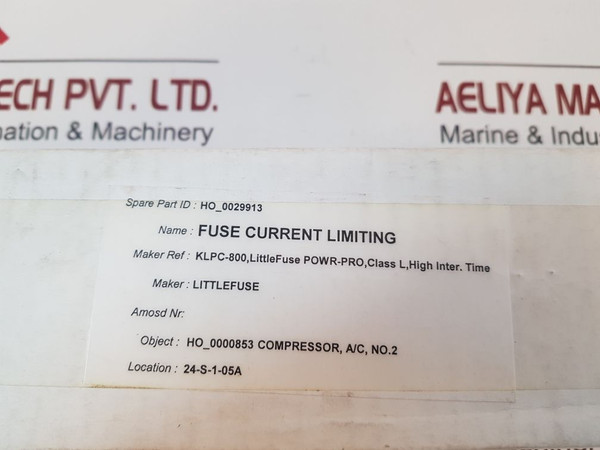 ECH PVT. LTD.
AELIYA MA
nation & Machinery
Marine & Indus
Spare Part ID : HO_0029913
Name : FUSE CURRENT LIMITING
Maker Ref : KLPC-800,LittleFuse POWR-PRO,Class L,High Inter. Time
Maker : LITTLEFUSE
Amosd Nr:
Object : HO_0000853 COMPRESSOR, A/C, NO.2
Location : 24-S-1-05A